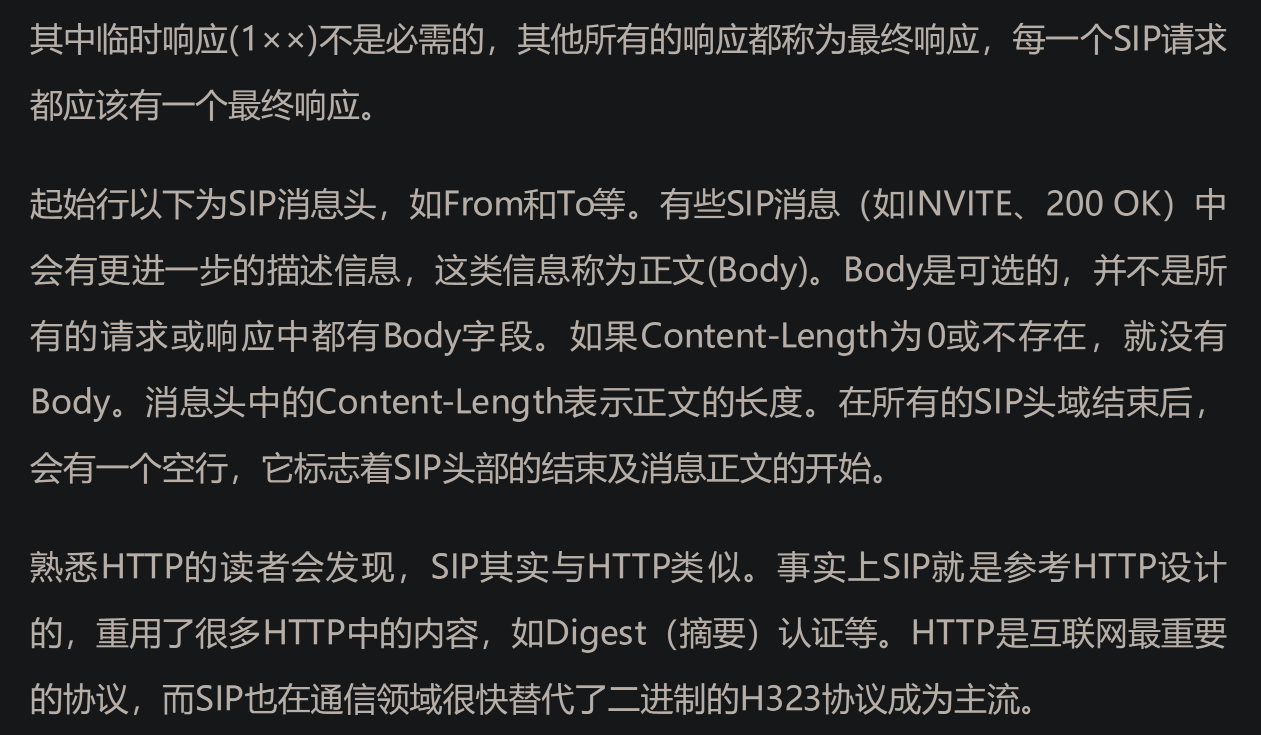 其中临时响应(1××)不是必需的，其他所有的响应都称为最终响应，每一个SIP请求
都应该有一个最终响应。
起始行以下为SIP消息头，如From和To等。有些SIP消息（如INVITE、200 OK）中
会有更进一步的描述信息，这类信息称为正文(Body)。Body是可选的，并不是所
有的请求或响应中都有Body字段。如果Content-Length为0或不存在，就没有
Body。消息头中的Content-Length表示正文的长度。在所有的SIP头域结束后，
会有一个空行，它标志着SIP头部的结束及消息正文的开始。
熟悉HTTP的读者会发现，SIP其实与HTTP类似。事实上SIP就是参考HTTP设计
的，重用了很多HTTP中的内容，如Digest（摘要）认证等。HTTP是互联网最重要
的协议，而SIP也在通信领域很快替代了二进制的H323协议成为主流。